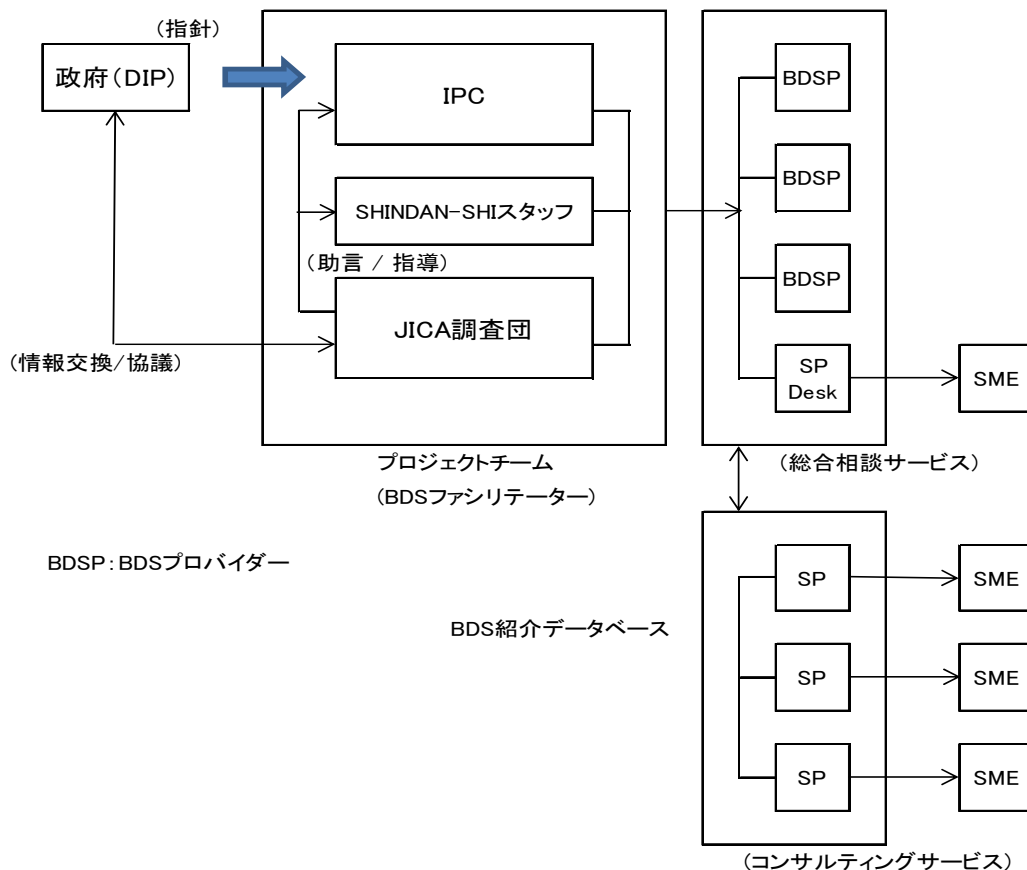 (指針)
政府(DIP)
IPC
SHINDAN-SHIスタッフ
(助言 / 指導)
JICA調査団
(情報交換/協議)
プロジェクトチーム
(BDSファシリテーター)
BDSP
BDSP
BDSP
SP
Desk
SME
(総合相談サービス)
BDSP:BDSプロバイダー
BDS紹介データベース
SP
SME
SP
SME
SP
SME
(コンサルティングサービス)